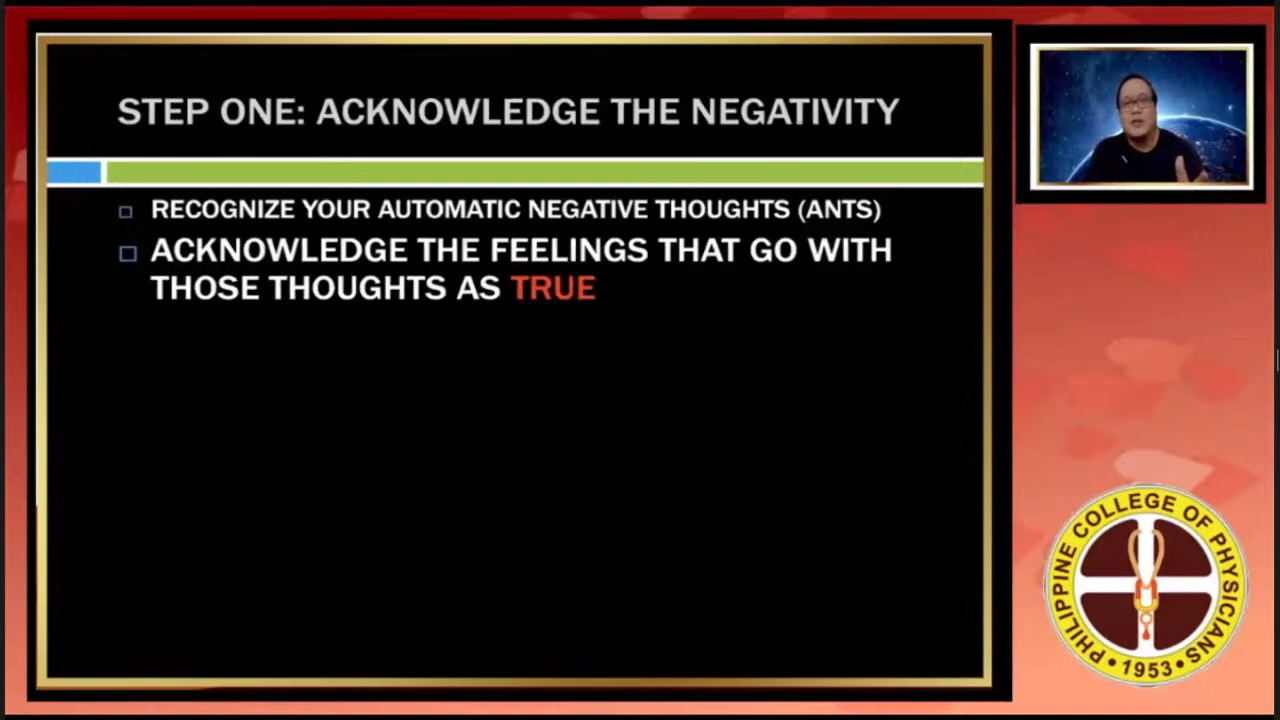 STEP ONE: ACKNOWLEDGE THE NEGATIVITY
RECOGNIZE YOUR AUTOMATIC NEGATIVE THOUGHTS (ANTS)
ACKNOWLEDGE THE FEELINGS THAT GO WITH
THOSE THOUGHTS AS TRUE
PHILIPPINE COLLEGE OF PHYSICIANS
• 1953 •